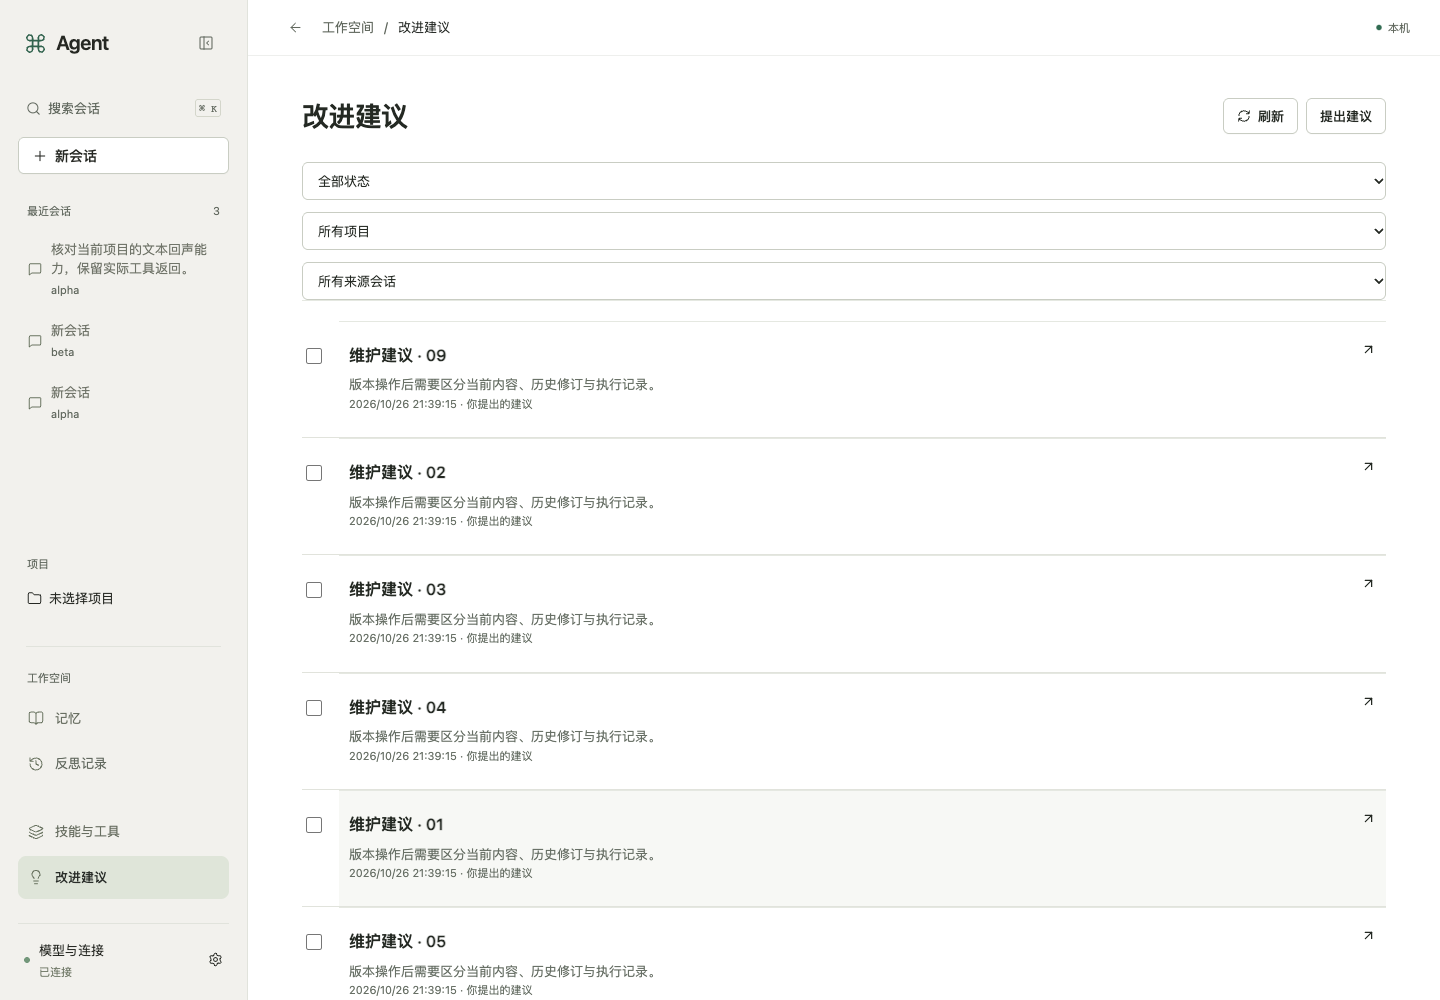 Agent
搜索会话
⌘ K
新会话
最近会话
3
核对当前项目的文本回声能
力，保留实际工具返回。
alpha
新会话
beta
新会话
alpha
项目
未选择项目
工作空间
记忆
反思记录
技能与工具
改进建议
模型与连接
已连接
工作空间 / 改进建议
本机
改进建议
刷新
提出建议
全部状态
所有项目
所有来源会话
维护建议 · 09
版本操作后需要区分当前内容、历史修订与执行记录。
2026/10/26 21:39:15 · 你提出的建议
维护建议 · 02
版本操作后需要区分当前内容、历史修订与执行记录。
2026/10/26 21:39:15 · 你提出的建议
维护建议 · 03
版本操作后需要区分当前内容、历史修订与执行记录。
2026/10/26 21:39:15 · 你提出的建议
维护建议 · 04
版本操作后需要区分当前内容、历史修订与执行记录。
2026/10/26 21:39:15 · 你提出的建议
维护建议 · 01
版本操作后需要区分当前内容、历史修订与执行记录。
2026/10/26 21:39:15 · 你提出的建议
维护建议 · 05
版本操作后需要区分当前内容、历史修订与执行记录。
2026/10/26 21:39:15 · 你提出的建议